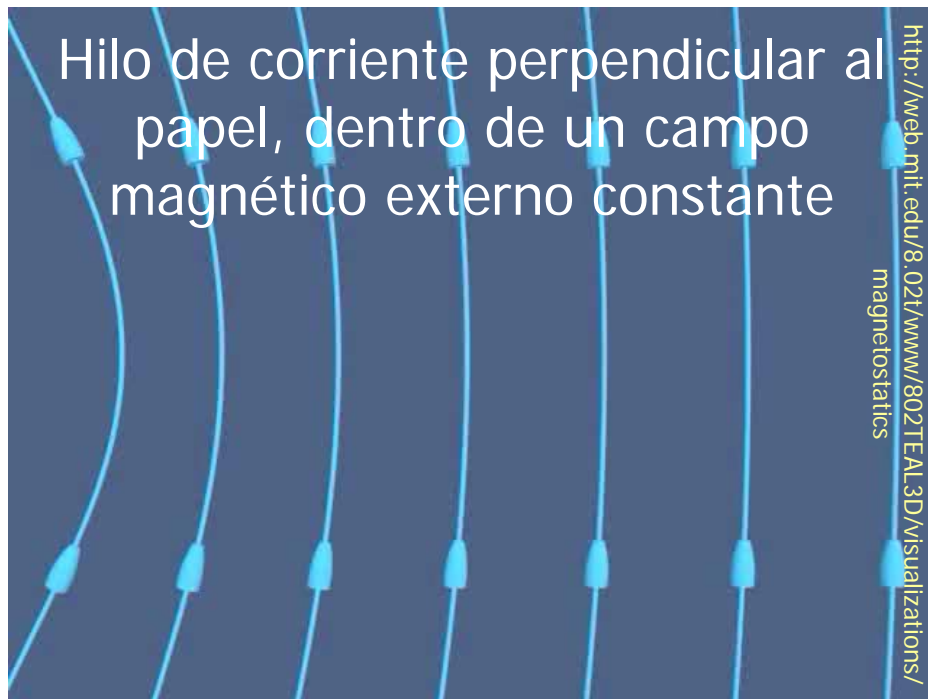 Hilo de corriente perpendicular al
papel, dentro de un campo
magnético externo constante
http://web.mit.edu/8.02t/www/802TEAL3D/visualizations/
magnetostatics